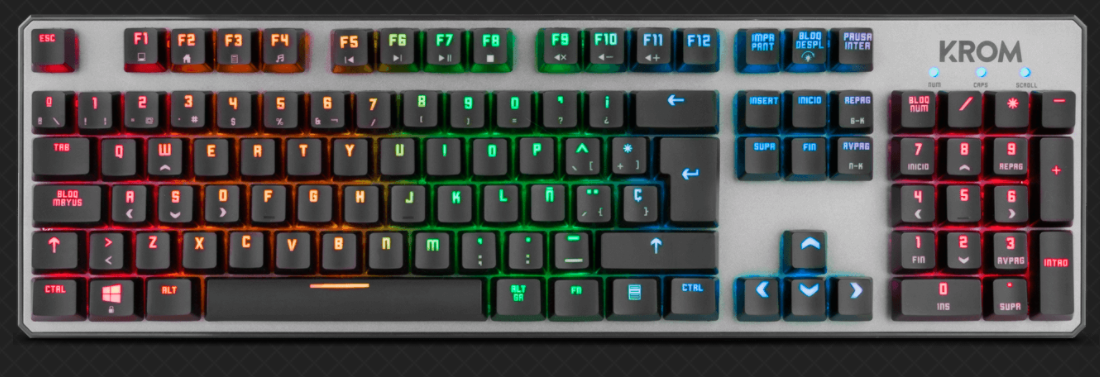 ESC F1 F2 F3 F4 F5 F6 F7 F8 F9 F10 F11 F12 IMPR PANT BLOQ DESPL PAUSA INTER
KROM
NUM CAPS SCROLL
º \ 1 ! 2 " 3 · # 4 $ 5 % 6 & ¬ 7 / 8 ( 9 ) 0 = ' ? ¡ ¿ ← INSERT INICIO REPAG G-A BLOQ NUM / * -
TAB Q W E R T Y U I O P ^ [ * + ] ↵ SUPR FIN AVPAG M-A 7 INICIO 8 9 REPAG +
BLOQ MAYUS A S D F G H J K L Ñ ¨ ´ { Ç } 4 5 6
↑ > < Z X C V B N M , ; . : _ ↑ 1 FIN 2 3 AVPAG INTRO
CTRL ALT ALT GR FN CTRL 0 INS . SUPR